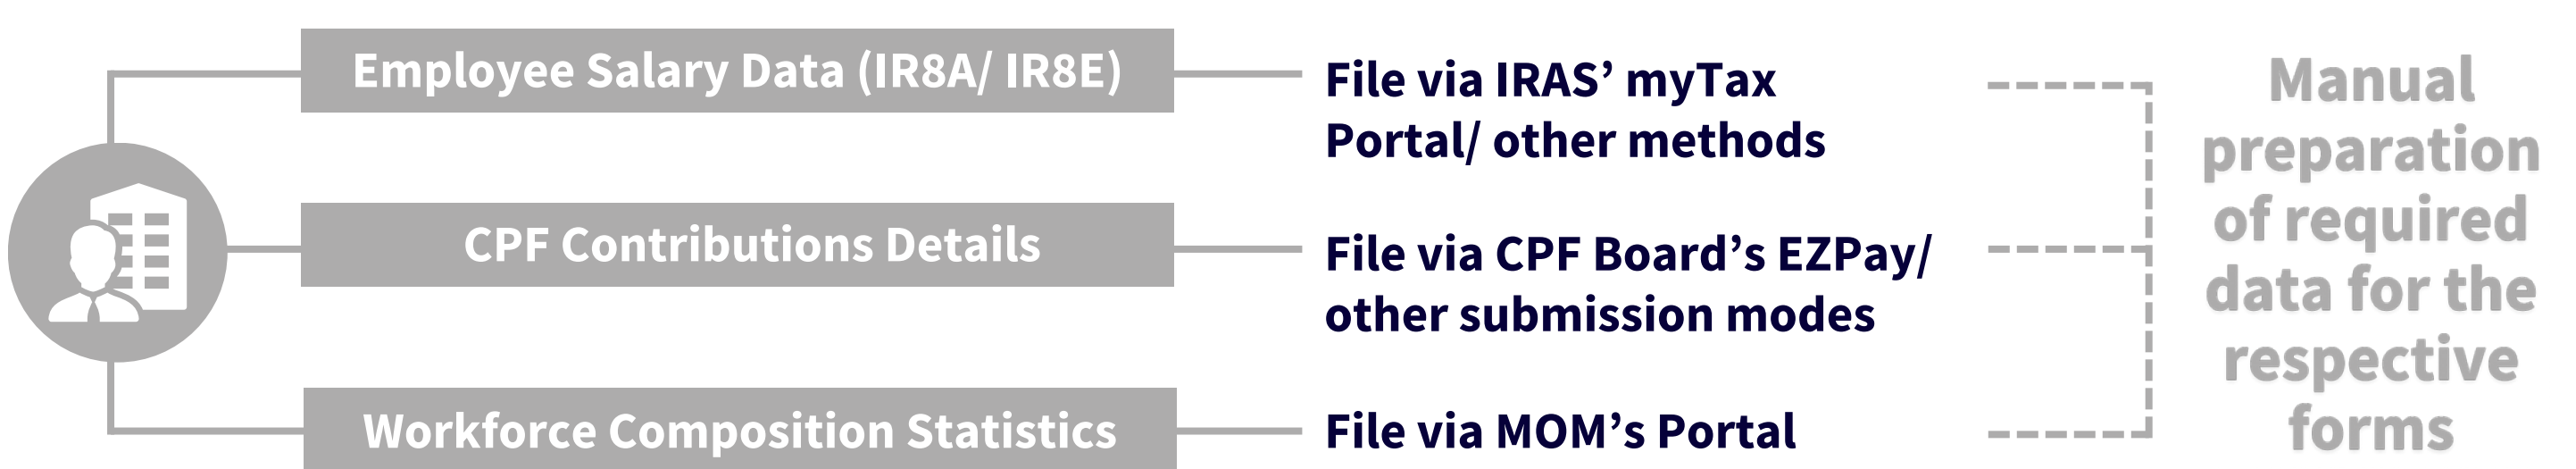 Employee Salary Data (IR8A/ IR8E)
File via IRAS’ myTax
Portal/ other methods
CPF Contributions Details
File via CPF Board’s EZPay/
other submission modes
Workforce Composition Statistics
File via MOM’s Portal
Manual
preparation
of required
data for the
respective
forms